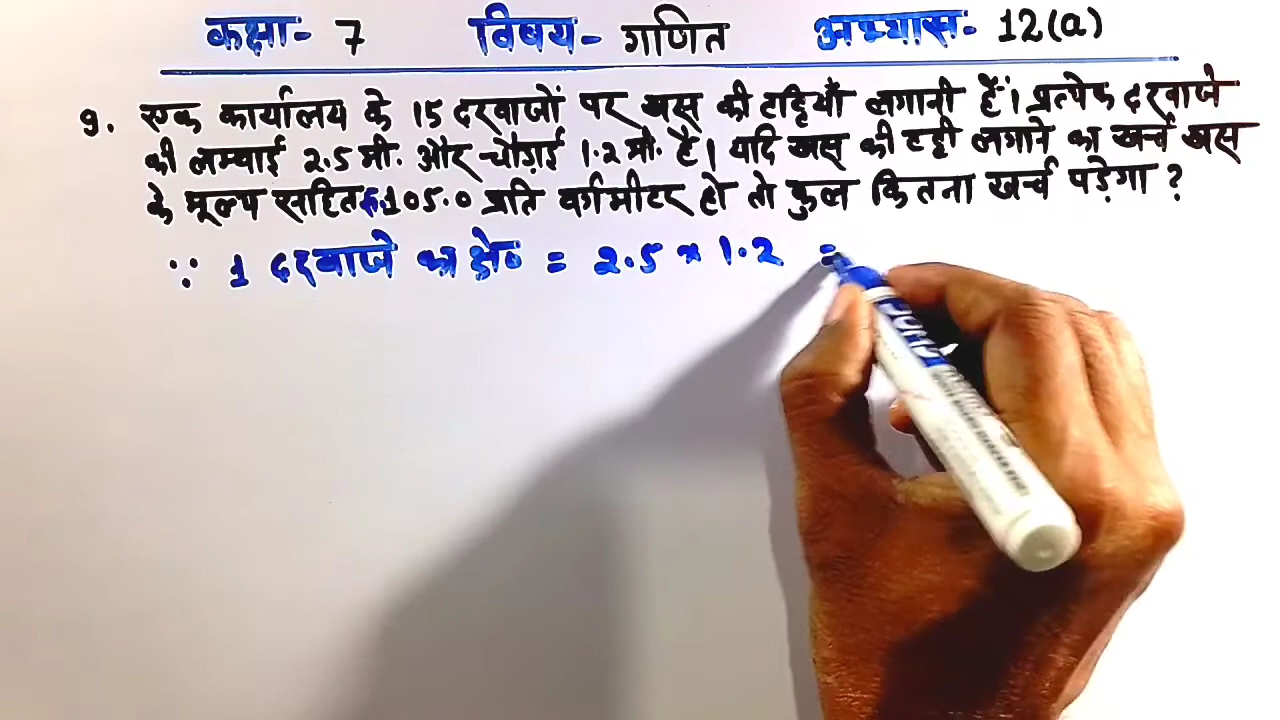 कक्षा- 7 विषय- गणित अभ्यास- 12(a)
9. एक कार्यालय के 15 दरवाजों पर खस की टट्टियाँ लगानी हैं। प्रत्येक दरवाजे
की लम्बाई 2.5 मी. और चौड़ाई 1.2 मी. है। यदि खस की टट्टी लगाने का खर्च खस
के मूल्य सहित रु.105.0 प्रति वर्गमीटर हो तो कुल कितना खर्च पड़ेगा ?
∵ 1 दरवाजे का क्षे० = 2.5 × 1.2 =